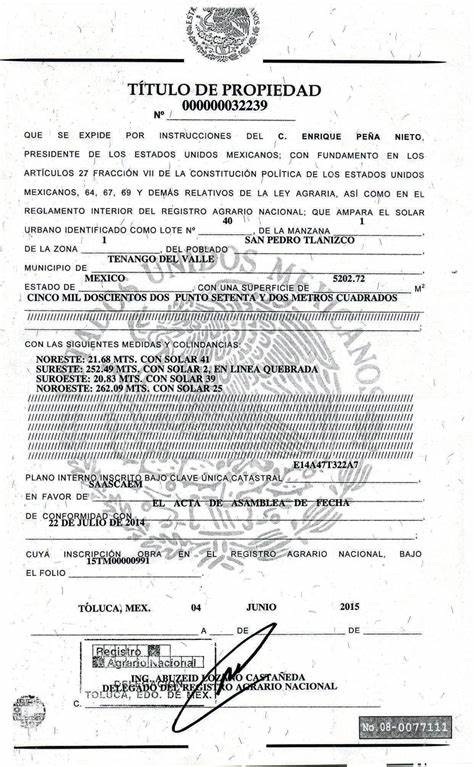 TÍTULO DE PROPIEDAD
000000032239
Nº
QUE SE EXPIDE POR INSTRUCCIONES DEL C. ENRIQUE PEÑA NIETO,
PRESIDENTE DE LOS ESTADOS UNIDOS MEXICANOS; CON FUNDAMENTO EN LOS
ARTÍCULOS 27 FRACCIÓN VII DE LA CONSTITUCIÓN POLÍTICA DE LOS ESTADOS UNIDOS
MEXICANOS, 64, 67, 69 Y DEMÁS RELATIVOS DE LA LEY AGRARIA, ASÍ COMO EN EL
REGLAMENTO INTERIOR DEL REGISTRO AGRARIO NACIONAL; QUE AMPARA EL SOLAR
40 1
URBANO IDENTIFICADO COMO LOTE Nº , DE LA MANZANA
1 SAN PEDRO TLANIZCO
DE LA ZONA , DEL POBLADO
TENANGO DEL VALLE
MUNICIPIO DE
MEXICO 5202.72
ESTADO DE , CON UNA SUPERFICIE DE M²
CINCO MIL DOSCIENTOS DOS PUNTO SETENTA Y DOS METROS CUADRADOS
CON LAS SIGUIENTES MEDIDAS Y COLINDANCIAS:
NORESTE: 21.68 MTS. CON SOLAR 41
SURESTE: 252.49 MTS. CON SOLAR 2, EN LINEA QUEBRADA
SUROESTE: 20.83 MTS. CON SOLAR 39
NOROESTE: 262.09 MTS. CON SOLAR 25
E14A47T322A7
PLANO INTERNO INSCRITO BAJO CLAVE ÚNICA CATASTRAL
SAASCAEM
EN FAVOR DE
EL ACTA DE ASAMBLEA DE FECHA
DE CONFORMIDAD CON
22 DE JULIO DE 2014
CUYA INSCRIPCIÓN OBRA EN EL REGISTRO AGRARIO NACIONAL, BAJO
15TM00000991
EL FOLIO
TOLUCA, MEX. 04 JUNIO 2015
A DE DE
Registro
Agrario Nacional
ING. ABUZEID LOZANO CASTAÑEDA
DELEGACIÓN
DELEGADO DEL REGISTRO AGRARIO NACIONAL
TOLUCA, EDO. DE MEX.
C.
No.08-0077111
ESTADOS UNIDOS MEXICANOS